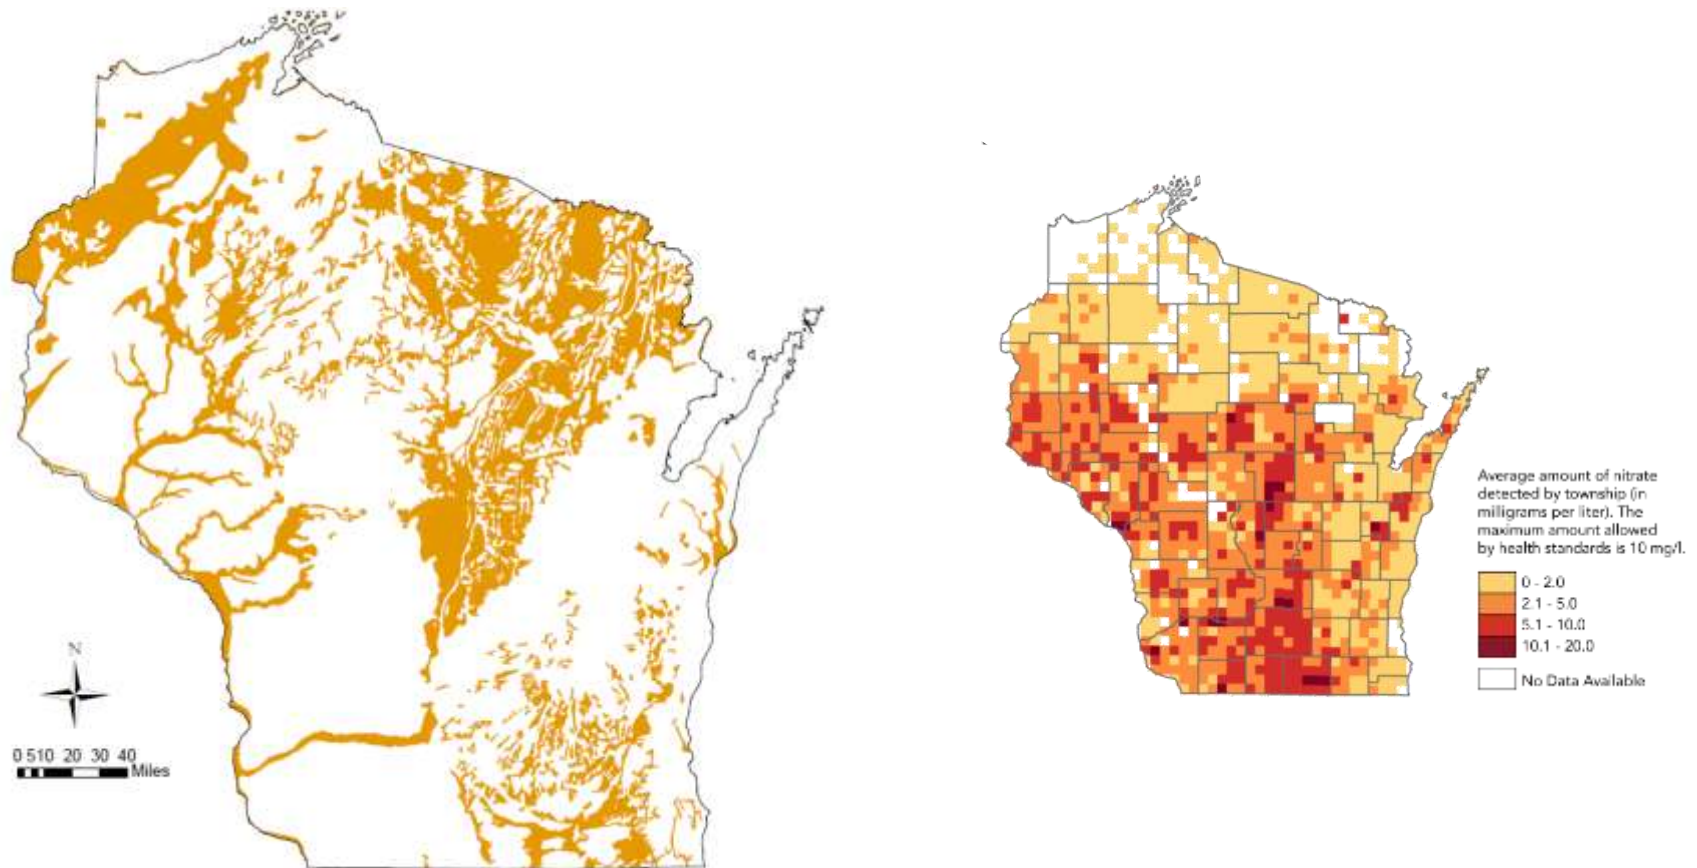 N
0 510 20 30 40
Miles
Average amount of nitrate
detected by township (in
milligrams per liter). The
maximum amount allowed
by health standards is 10 mg/l.
0 - 2.0
2.1 - 5.0
5.1 - 10.0
10.1 - 20.0
No Data Available